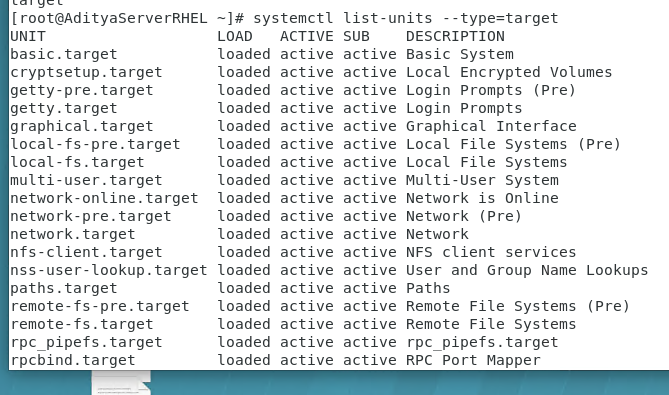 target
[root@AdityaServerRHEL ~]# systemctl list-units --type=target
UNIT LOAD ACTIVE SUB DESCRIPTION
basic.target loaded active active Basic System
cryptsetup.target loaded active active Local Encrypted Volumes
getty-pre.target loaded active active Login Prompts (Pre)
getty.target loaded active active Login Prompts
graphical.target loaded active active Graphical Interface
local-fs-pre.target loaded active active Local File Systems (Pre)
local-fs.target loaded active active Local File Systems
multi-user.target loaded active active Multi-User System
network-online.target loaded active active Network is Online
network-pre.target loaded active active Network (Pre)
network.target loaded active active Network
nfs-client.target loaded active active NFS client services
nss-user-lookup.target loaded active active User and Group Name Lookups
paths.target loaded active active Paths
remote-fs-pre.target loaded active active Remote File Systems (Pre)
remote-fs.target loaded active active Remote File Systems
rpc_pipefs.target loaded active active rpc_pipefs.target
rpcbind.target loaded active active RPC Port Mapper